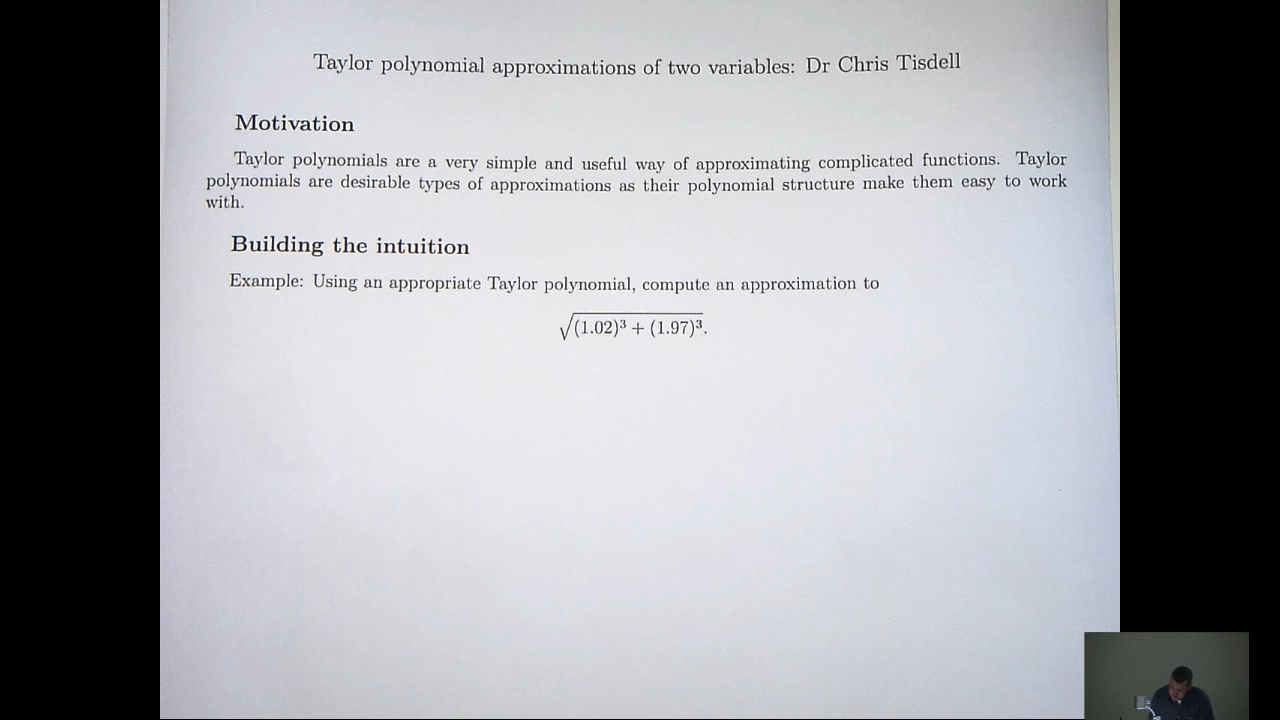 Taylor polynomial approximations of two variables: Dr Chris Tisdell
Motivation
Taylor polynomials are a very simple and useful way of approximating complicated functions. Taylor
polynomials are desirable types of approximations as their polynomial structure make them easy to work
with.
Building the intuition
Example: Using an appropriate Taylor polynomial, compute an approximation to
√((1.02)³ + (1.97)³).